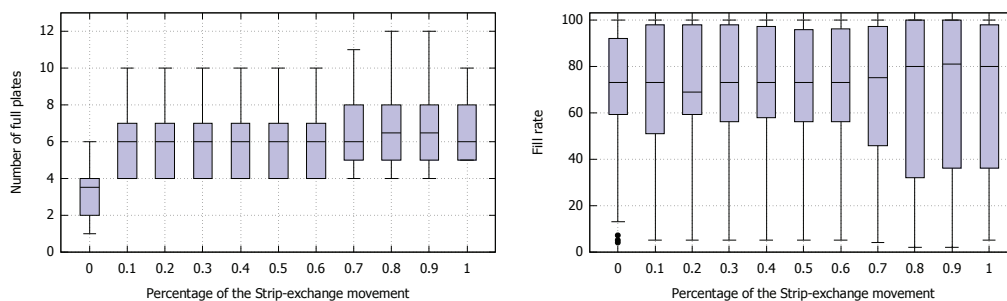 Number of full plates
12
10
8
6
4
2
0
0 0.1 0.2 0.3 0.4 0.5 0.6 0.7 0.8 0.9 1
Percentage of the Strip-exchange movement
Fill rate
100
80
60
40
20
0
0 0.1 0.2 0.3 0.4 0.5 0.6 0.7 0.8 0.9 1
Percentage of the Strip-exchange movement